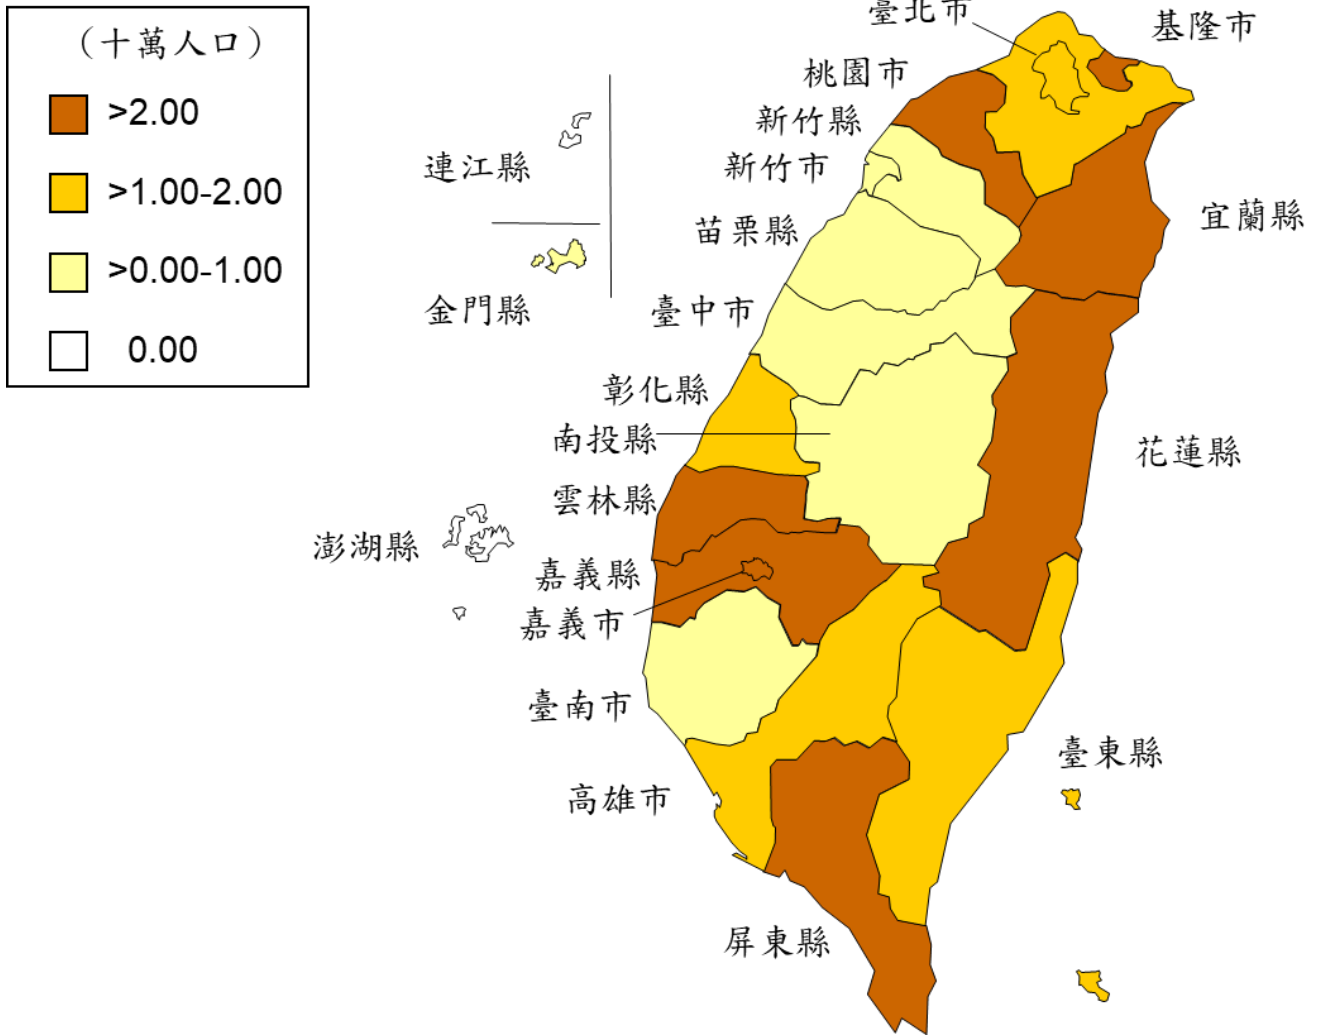 (十萬人口)
>2.00
>1.00-2.00
>0.00-1.00
0.00
臺北市
基隆市
桃園市
新竹縣
新竹市
連江縣
苗栗縣
宜蘭縣
金門縣
臺中市
彰化縣
南投縣
花蓮縣
雲林縣
澎湖縣
嘉義縣
嘉義市
臺南市
臺東縣
高雄市
屏東縣